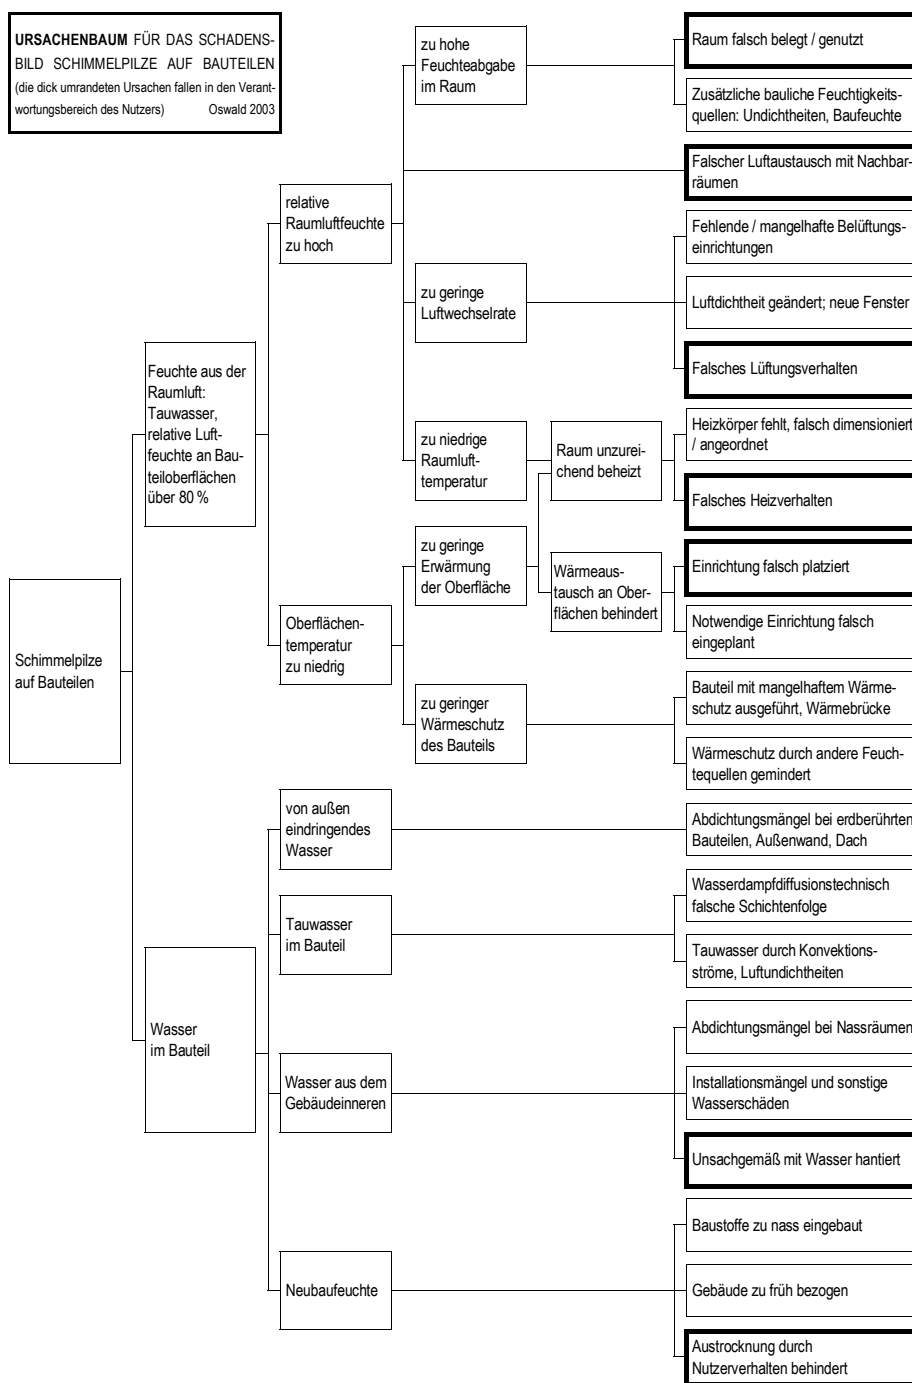 URSACHENBAUM FÜR DAS SCHADENS-
BILD SCHIMMELPILZE AUF BAUTEILEN
(die dick umrandeten Ursachen fallen in den Verant-
wortungsbereich des Nutzers) Oswald 2003
Schimmelpilze
auf Bauteilen
Feuchte aus der
Raumluft:
Tauwasser,
relative Luft-
feuchte an Bau-
teiloberflächen
über 80 %
relative
Raumluftfeuchte
zu hoch
zu hohe
Feuchteabgabe
im Raum
Raum falsch belegt / genutzt
Zusätzliche bauliche Feuchtigkeits-
quellen: Undichtheiten, Baufeuchte
Falscher Luftaustausch mit Nachbar-
räumen
zu geringe
Luftwechselrate
Fehlende / mangelhafte Belüftungs-
einrichtungen
Luftdichtheit geändert; neue Fenster
Falsches Lüftungsverhalten
zu niedrige
Raumluft-
temperatur
Raum unzurei-
chend beheizt
Heizkörper fehlt, falsch dimensioniert
/ angeordnet
Falsches Heizverhalten
Oberflächen-
temperatur
zu niedrig
zu geringe
Erwärmung
der Oberfläche
Wärmeaus-
tausch an Ober-
flächen behindert
Einrichtung falsch platziert
Notwendige Einrichtung falsch
eingeplant
zu geringer
Wärmeschutz
des Bauteils
Bauteil mit mangelhaftem Wärme-
schutz ausgeführt, Wärmebrücke
Wärmeschutz durch andere Feuch-
tequellen gemindert
Wasser
im Bauteil
von außen
eindringendes
Wasser
Abdichtungsmängel bei erdberührten
Bauteilen, Außenwand, Dach
Tauwasser
im Bauteil
Wasserdampfdiffusionstechnisch
falsche Schichtenfolge
Tauwasser durch Konvektions-
ströme, Luftundichtheiten
Wasser aus dem
Gebäudeinneren
Abdichtungsmängel bei Nassräumen
Installationsmängel und sonstige
Wasserschäden
Unsachgemäß mit Wasser hantiert
Neubaufeuchte
Baustoffe zu nass eingebaut
Gebäude zu früh bezogen
Austrocknung durch
Nutzerverhalten behindert